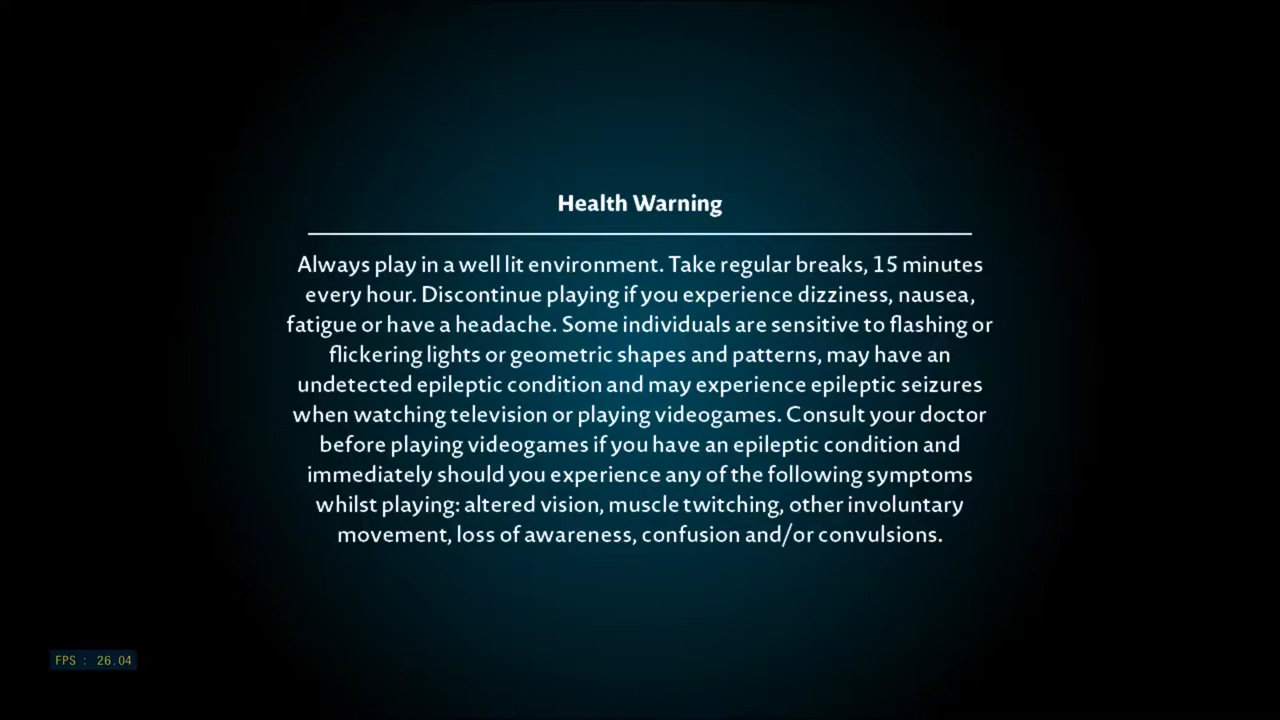 Health Warning
Always play in a well lit environment. Take regular breaks, 15 minutes
every hour. Discontinue playing if you experience dizziness, nausea,
fatigue or have a headache. Some individuals are sensitive to flashing or
flickering lights or geometric shapes and patterns, may have an
undetected epileptic condition and may experience epileptic seizures
when watching television or playing videogames. Consult your doctor
before playing videogames if you have an epileptic condition and
immediately should you experience any of the following symptoms
whilst playing: altered vision, muscle twitching, other involuntary
movement, loss of awareness, confusion and/or convulsions.
FPS : 26.04